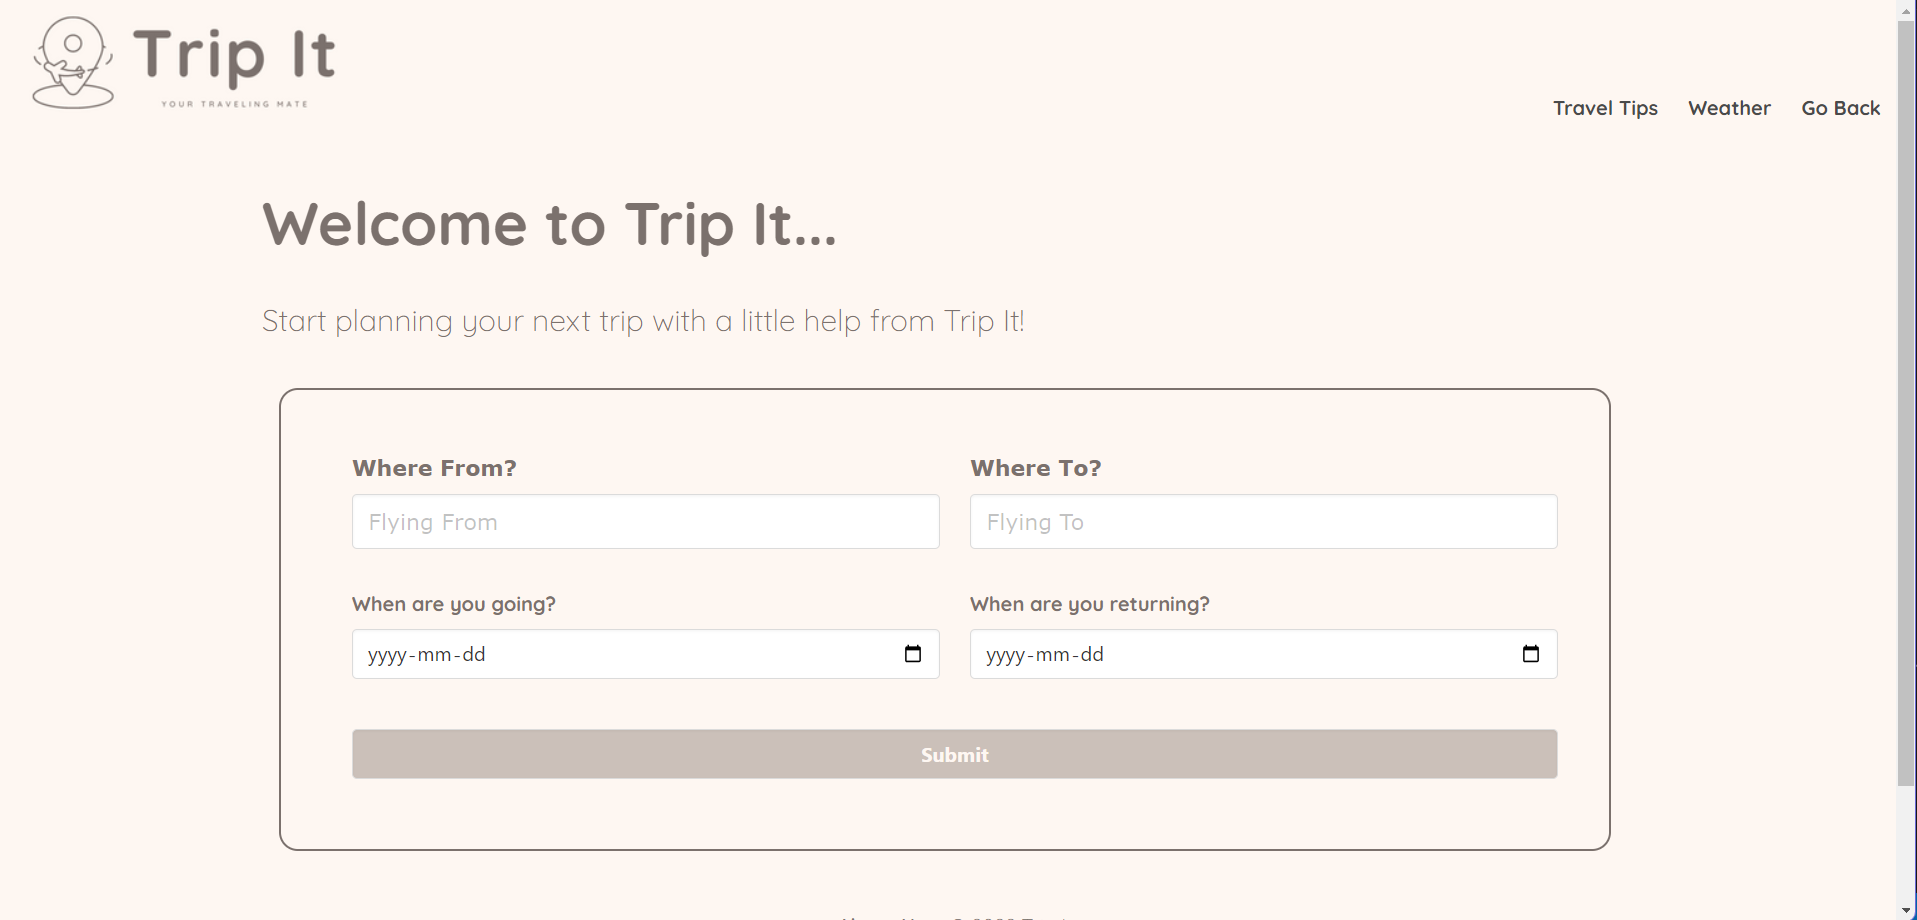 Trip It
YOUR TRAVELING MATE
Travel Tips Weather Go Back
Welcome to Trip It...
Start planning your next trip with a little help from Trip It!
Where From? Where To?
Flying From Flying To
When are you going? When are you returning?
yyyy-mm-dd yyyy-mm-dd
Submit